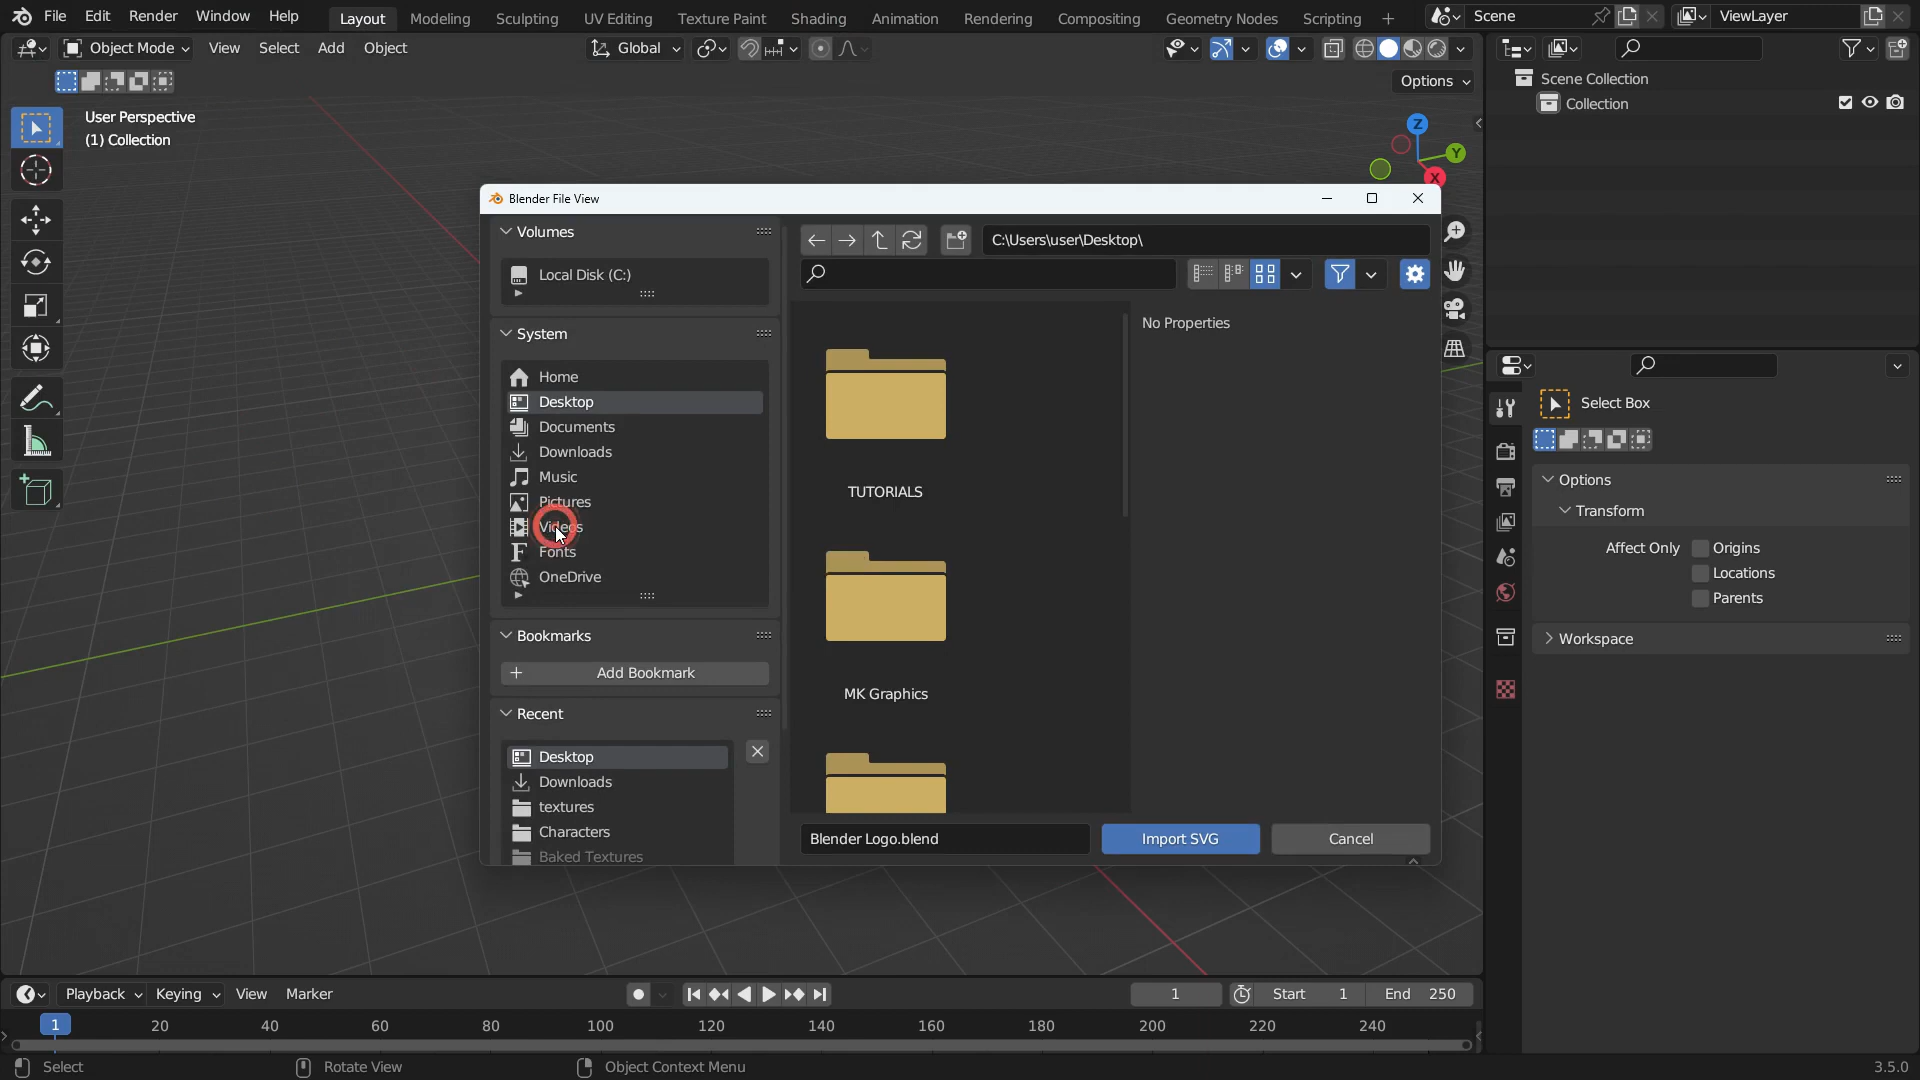 File Edit Render Window Help Layout Modeling Sculpting UV Editing Texture Paint Shading Animation Rendering Compositing Geometry Nodes Scripting + Scene ViewLayer
Object Mode View Select Add Object Global
Options
User Perspective
(1) Collection
Z
Y
X
Scene Collection
Collection
Blender File View
Volumes
Local Disk (C:)
System
Home
Desktop
Documents
Downloads
Music
Pictures
Videos
Fonts
OneDrive
Bookmarks
Add Bookmark
Recent
Desktop
Downloads
textures
Characters
Baked Textures
C:\Users\user\Desktop\
No Properties
TUTORIALS
MK Graphics
Blender Logo.blend
Import SVG
Cancel
Select Box
Options
Transform
Affect Only Origins
Locations
Parents
Workspace
Playback Keying View Marker 1 Start 1 End 250
1 20 40 60 80 100 120 140 160 180 200 220 240
Select Rotate View Object Context Menu 3.5.0